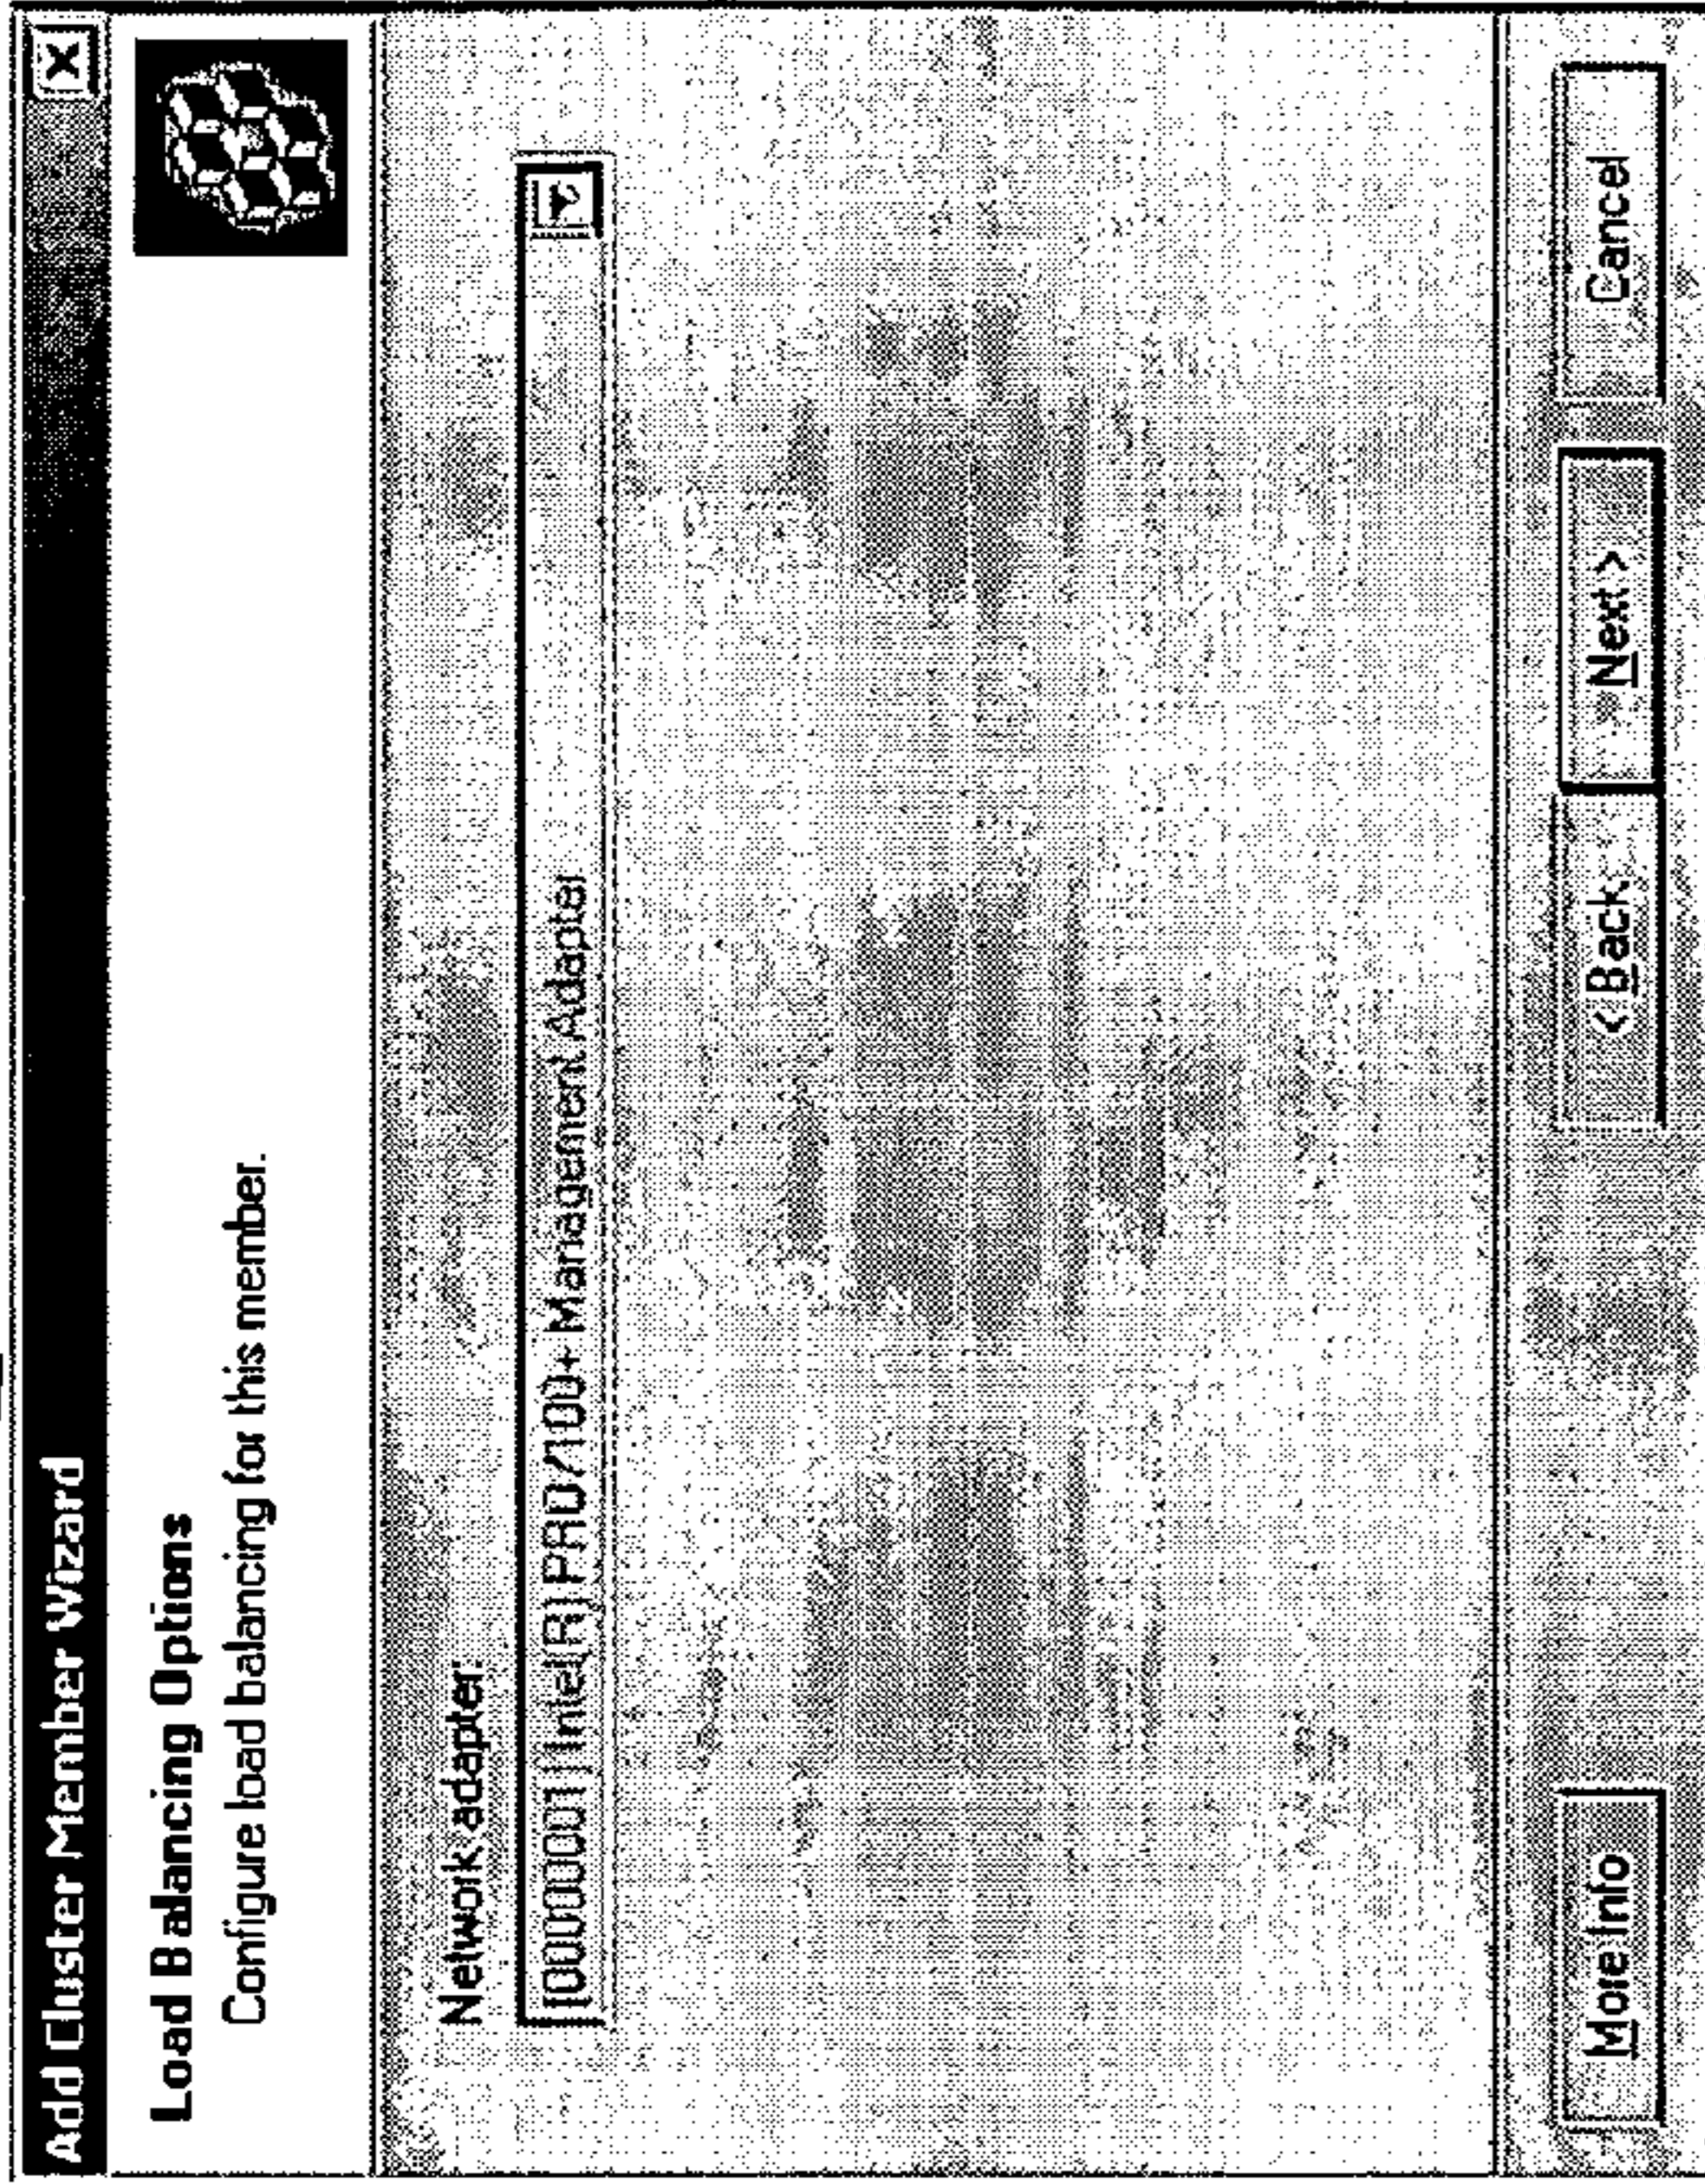 Add Cluster Member Wizard
Load Balancing Options
Configure load balancing for this member.
Network adapter:
[00000001] Intel(R) PRO/100+ Management Adapter
More Info
< Back
Next >
Cancel